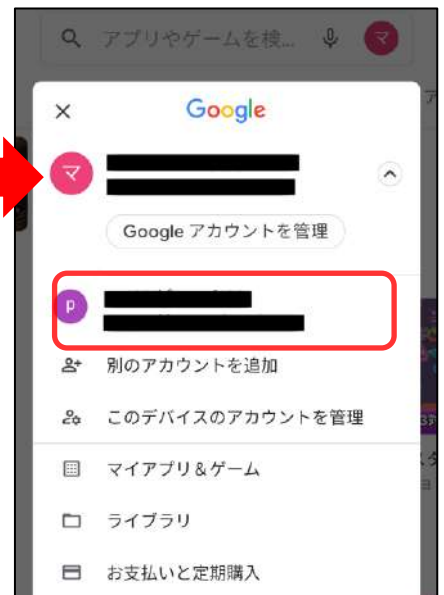 アプリやゲームを検... マ
× Google
マ
Google アカウントを管理
p
別のアカウントを追加
このデバイスのアカウントを管理
マイアプリ&ゲーム
ライブラリ
お支払いと定期購入